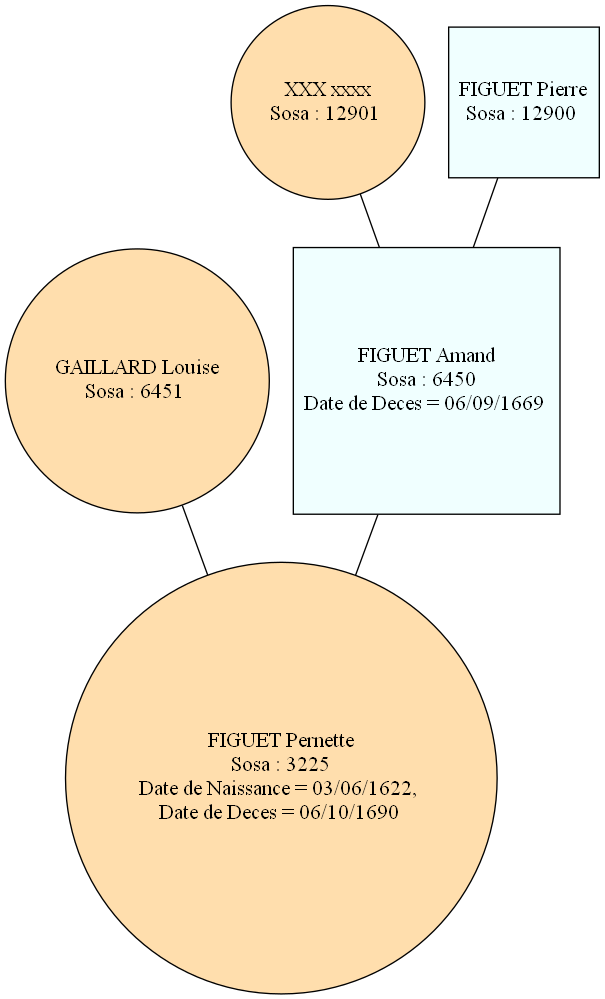 XXX xxxx
Sosa : 12901
FIGUET Pierre
Sosa : 12900
GAILLARD Louise
Sosa : 6451
FIGUET Amand
Sosa : 6450
Date de Deces = 06/09/1669
FIGUET Pernette
Sosa : 3225
Date de Naissance = 03/06/1622,
Date de Deces = 06/10/1690